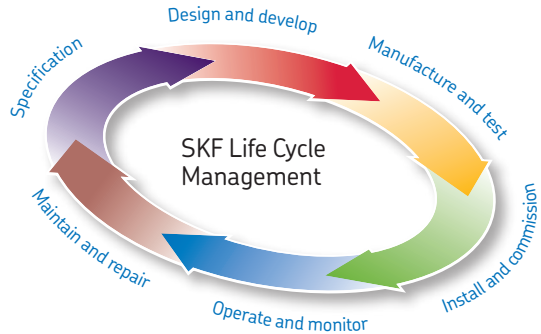 Design and develop
Manufacture and test
Specification
SKF Life Cycle
Management
Install and commission
Maintain and repair
Operate and monitor